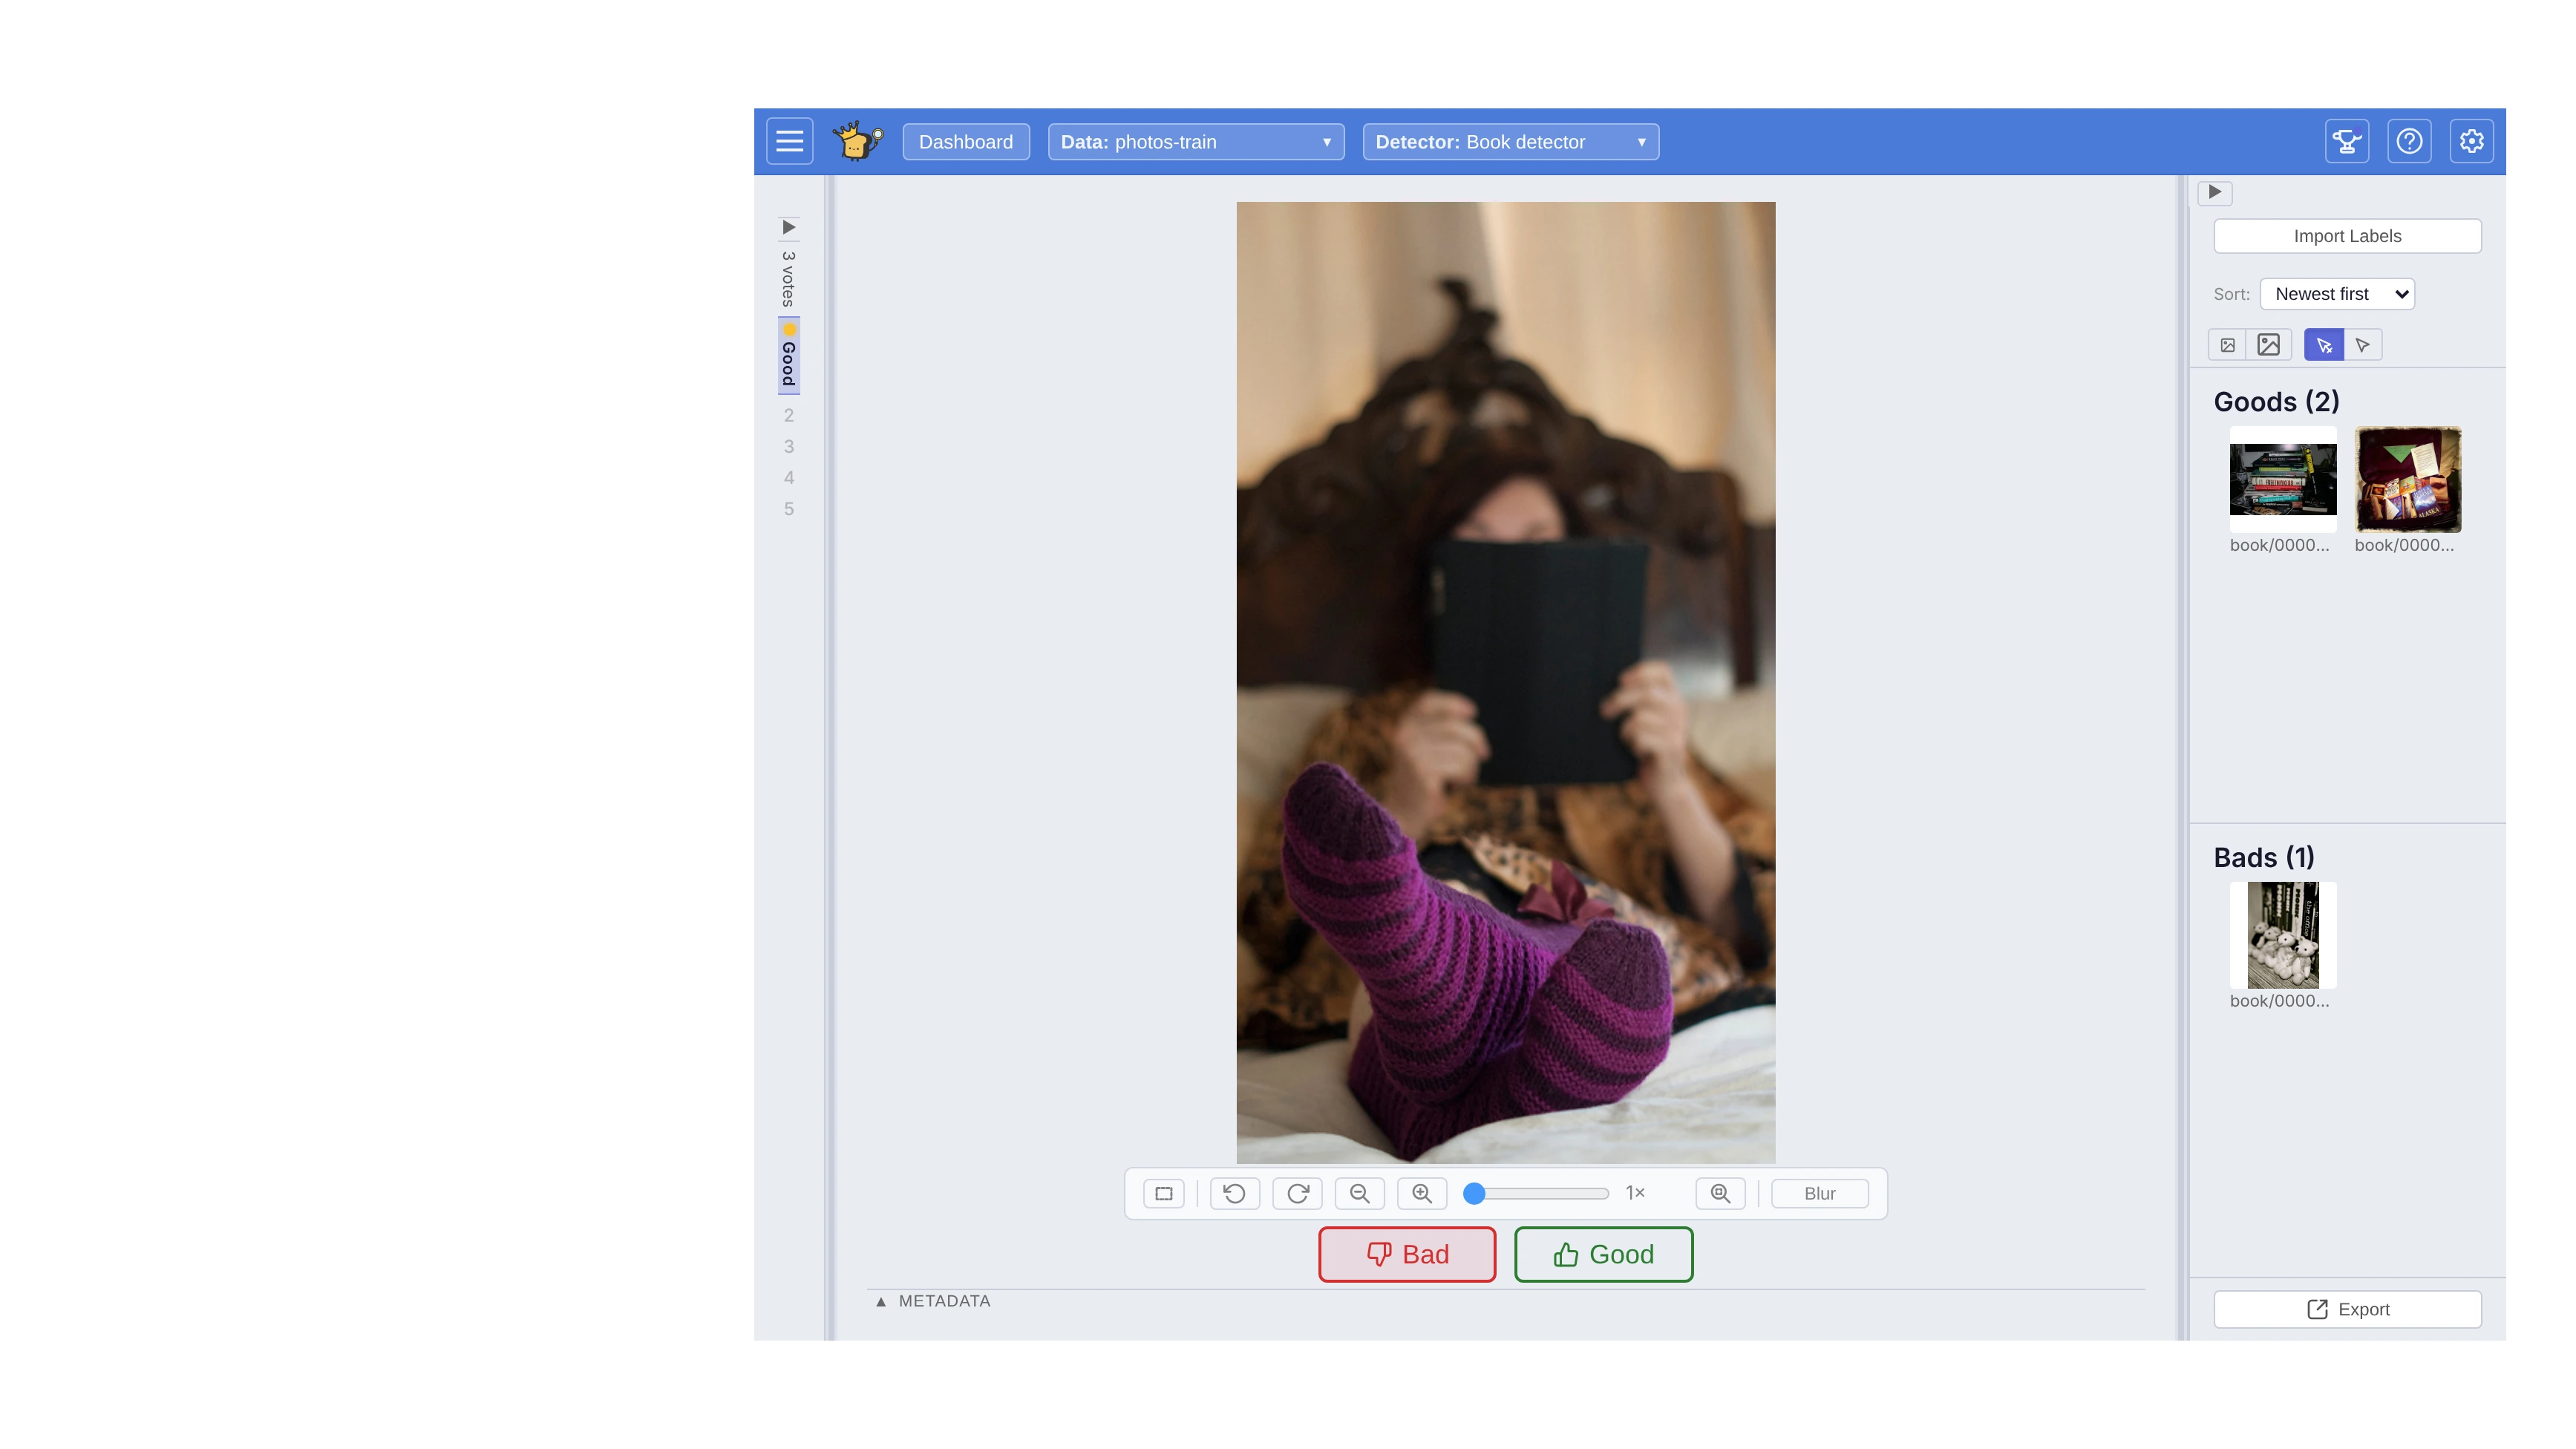 Dashboard
Data: photos-train
Detector: Book detector
3 votes
Good
2
3
4
5
Import Labels
Sort: Newest first
Goods (2)
book/0000...
book/0000...
Bads (1)
book/0000...
1×
Blur
Bad
Good
METADATA
Export
ALASKA